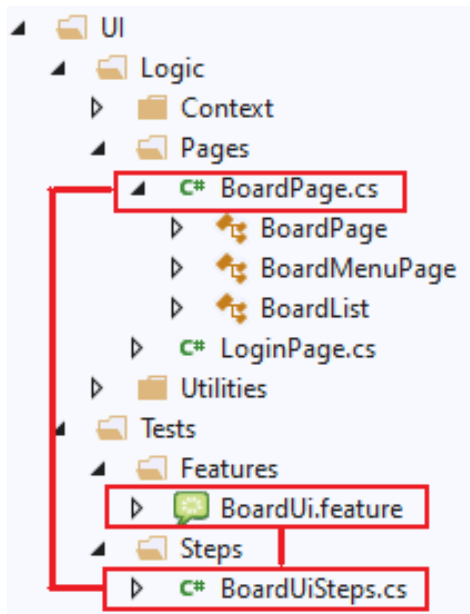 UI
Logic
Context
Pages
C# BoardPage.cs
BoardPage
BoardMenuPage
BoardList
C# LoginPage.cs
Utilities
Tests
Features
BoardUi.feature
Steps
C# BoardUiSteps.cs